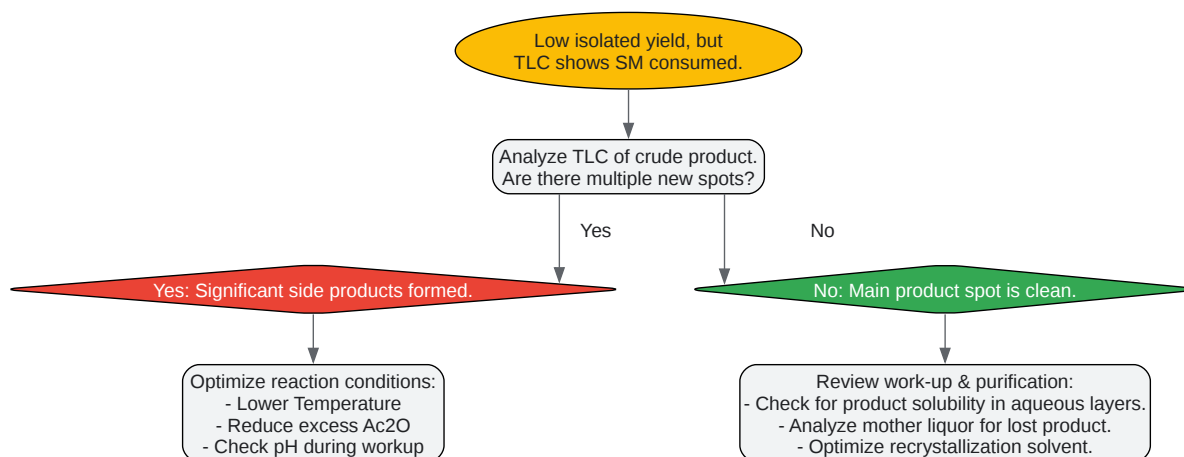 Low isolated yield, but
TLC shows SM consumed.
Analyze TLC of crude product.
Are there multiple new spots?
Yes
No
Yes: Significant side products formed.
No: Main product spot is clean.
Optimize reaction conditions:
- Lower Temperature
- Reduce excess Ac2O
- Check pH during workup
Review work-up & purification:
- Check for product solubility in aqueous layers.
- Analyze mother liquor for lost product.
- Optimize recrystallization solvent.